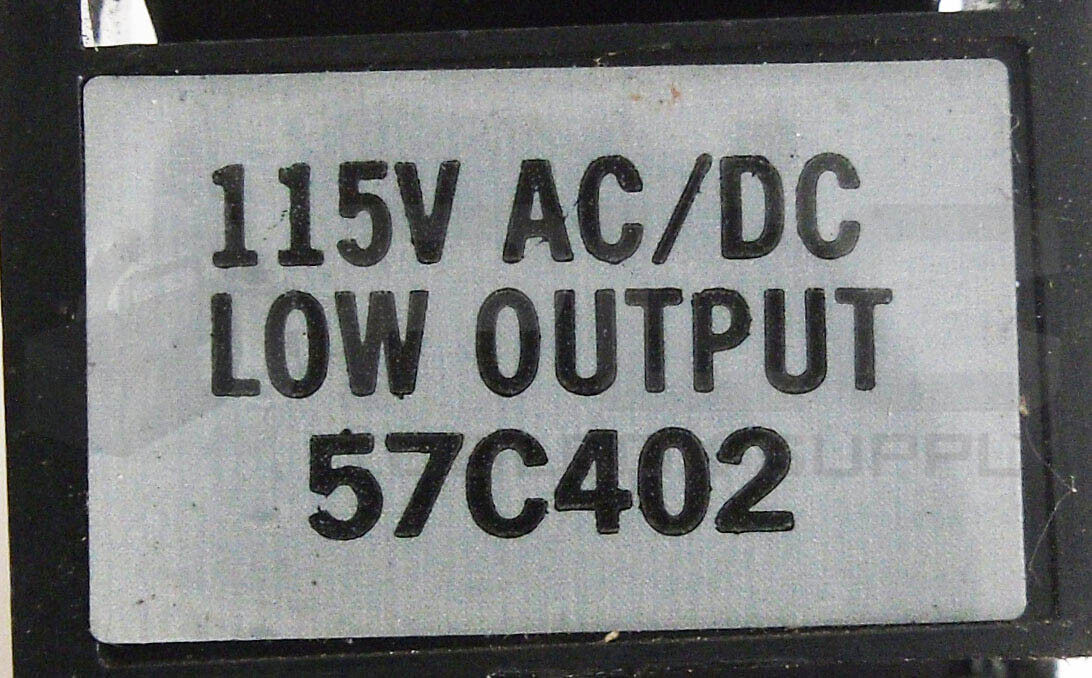 115V AC/DC
LOW OUTPUT
57C402